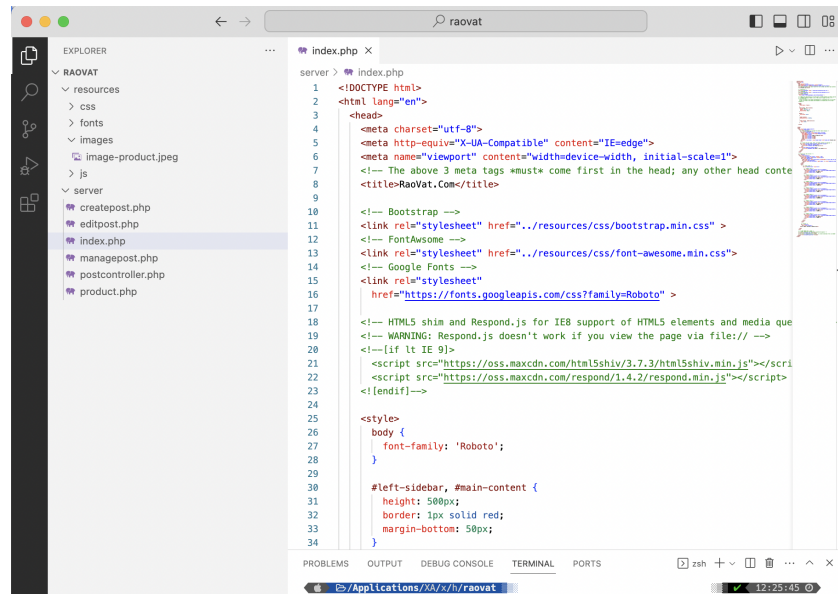 raovat
EXPLORER
RAOVAT
resources
css
fonts
images
image-product.jpeg
js
server
createpost.php
editpost.php
index.php
managepost.php
postcontroller.php
product.php
index.php
server > index.php
1 <!DOCTYPE html>
2 <html lang="en">
3 <head>
4 <meta charset="utf-8">
5 <meta http-equiv="X-UA-Compatible" content="IE=edge">
6 <meta name="viewport" content="width=device-width, initial-scale=1">
7 <!-- The above 3 meta tags *must* come first in the head; any other head conte
8 <title>RaoVat.Com</title>
9
10 <!-- Bootstrap -->
11 <link rel="stylesheet" href="../resources/css/bootstrap.min.css" >
12 <!-- FontAwsome -->
13 <link rel="stylesheet" href="../resources/css/font-awesome.min.css">
14 <!-- Google Fonts -->
15 <link rel="stylesheet"
16 href="https://fonts.googleapis.com/css?family=Roboto" >
17
18 <!-- HTML5 shim and Respond.js for IE8 support of HTML5 elements and media que
19 <!-- WARNING: Respond.js doesn't work if you view the page via file:// -->
20 <!--[if lt IE 9]>
21 <script src="https://oss.maxcdn.com/html5shiv/3.7.3/html5shiv.min.js"></scri
22 <script src="https://oss.maxcdn.com/respond/1.4.2/respond.min.js"></script>
23 <![endif]-->
24
25 <style>
26 body {
27 font-family: 'Roboto';
28 }
29
30 #left-sidebar, #main-content {
31 height: 500px;
32 border: 1px solid red;
33 margin-bottom: 50px;
34 }
PROBLEMS OUTPUT DEBUG CONSOLE TERMINAL PORTS zsh
/Applications/XA/x/h/raovat 12:25:45